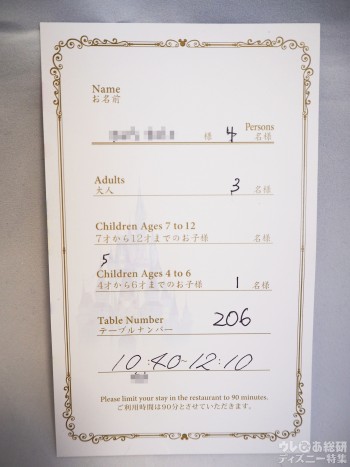 Name
お名前
様 4 Persons
名様
Adults
大人 3 名様
Children Ages 7 to 12
7才から12才までのお子様 名様
5
Children Ages 4 to 6
4才から6才までのお子様 1 名様
Table Number
テーブルナンバー 206
10:40~12:10
Please limit your stay in the restaurant to 90 minutes.
ご利用時間は90分とさせていただきます。
ウレぴあ総研
ディズニー特集